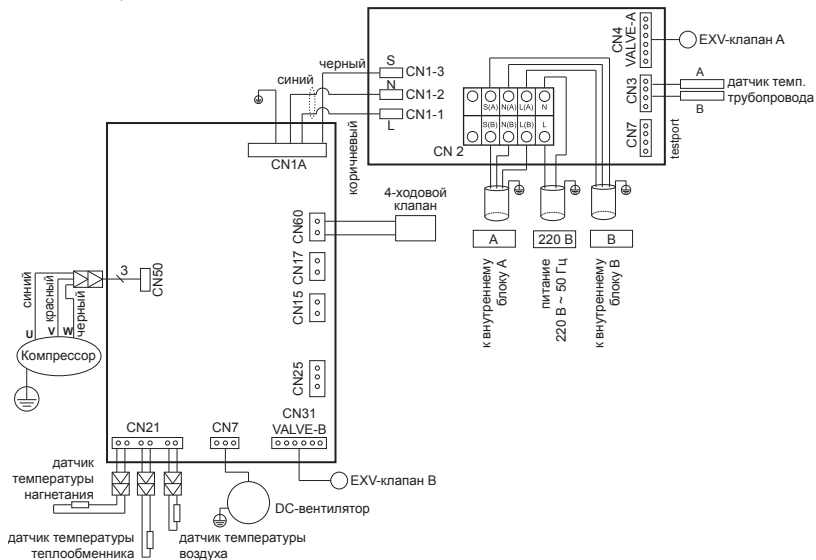 CN4
VALVE-A
EXV-клапан A
S
черный
CN1-3
синий
N
CN1-2
CN1-1
L
коричневый
CN1A
S(A) N(A) L(A) N
S(B) N(B) L(B) L
CN 2
CN3
A
датчик темп.
трубопровода
B
CN7
testport
4-ходовой
клапан
CN60
CN17
CN15
CN25
A
220 В
B
к внутреннему
блоку A
питание
220 В ~ 50 Гц
к внутреннему
блоку B
3
CN50
синий
красный
черный
U
V
W
Компрессор
CN21
CN7
CN31
VALVE-B
датчик
температуры
нагнетания
EXV-клапан B
DC-вентилятор
датчик температуры
теплообменника
датчик температуры
воздуха